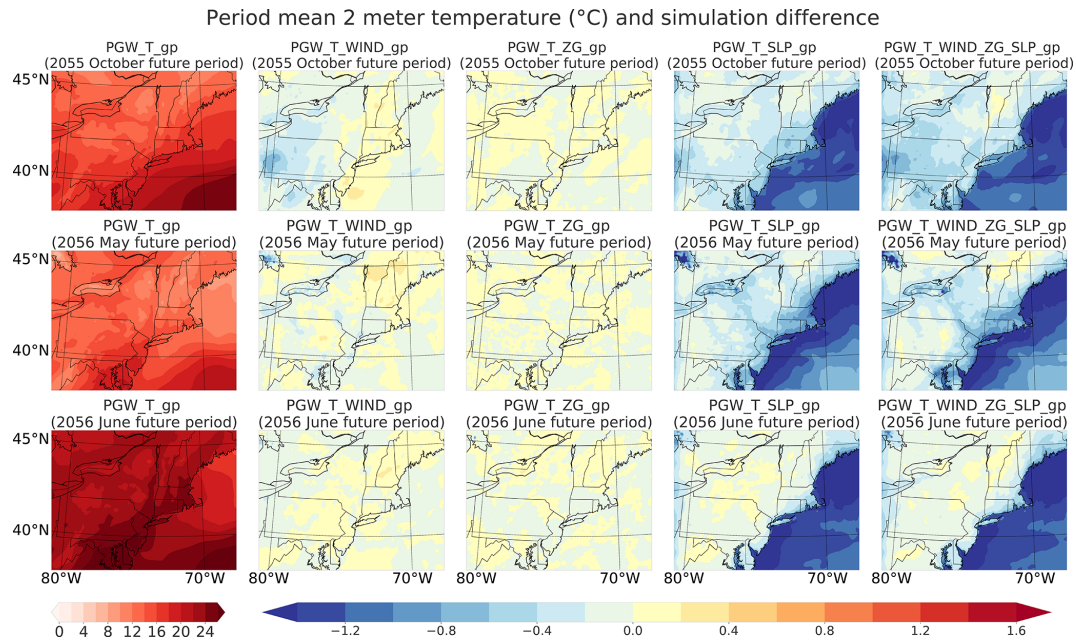 Period mean 2 meter temperature (°C) and simulation difference
PGW_T_gp PGW_T_WIND_gp PGW_T_ZG_gp PGW_T_SLP_gp PGW_T_WIND_ZG_SLP_gp
(2055 October future period) (2055 October future period) (2055 October future period) (2055 October future period) (2055 October future period)
45°N
40°N
PGW_T_gp PGW_T_WIND_gp PGW_T_ZG_gp PGW_T_SLP_gp PGW_T_WIND_ZG_SLP_gp
(2056 May future period) (2056 May future period) (2056 May future period) (2056 May future period) (2056 May future period)
45°N
40°N
PGW_T_gp PGW_T_WIND_gp PGW_T_ZG_gp PGW_T_SLP_gp PGW_T_WIND_ZG_SLP_gp
(2056 June future period) (2056 June future period) (2056 June future period) (2056 June future period) (2056 June future period)
45°N
40°N
80°W 70°W 80°W 70°W 80°W 70°W 80°W 70°W 80°W 70°W
0 4 8 12 16 20 24 −1.2 −0.8 −0.4 0.0 0.4 0.8 1.2 1.6